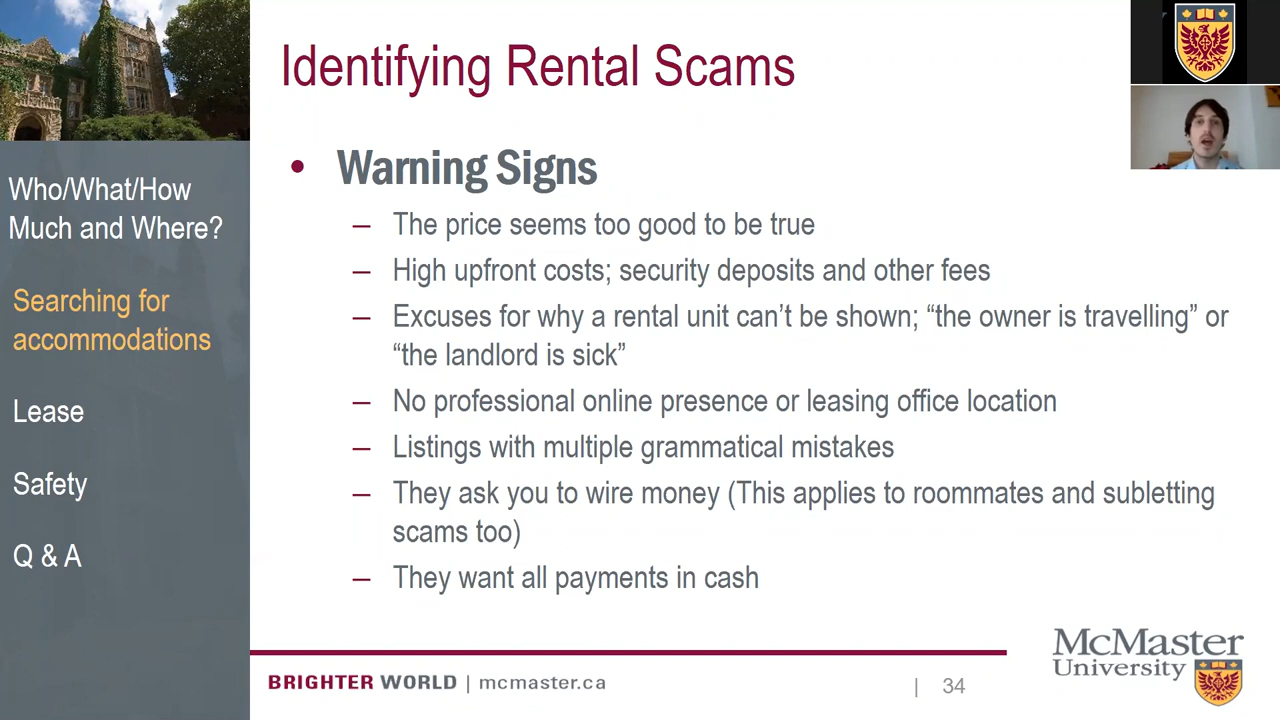 Identifying Rental Scams
• Warning Signs
– The price seems too good to be true
– High upfront costs; security deposits and other fees
– Excuses for why a rental unit can’t be shown; “the owner is travelling” or
“the landlord is sick”
– No professional online presence or leasing office location
– Listings with multiple grammatical mistakes
– They ask you to wire money (This applies to roommates and subletting
scams too)
– They want all payments in cash
Who/What/How
Much and Where?
Searching for
accommodations
Lease
Safety
Q & A
BRIGHTER WORLD | mcmaster.ca
| 34
McMaster
University